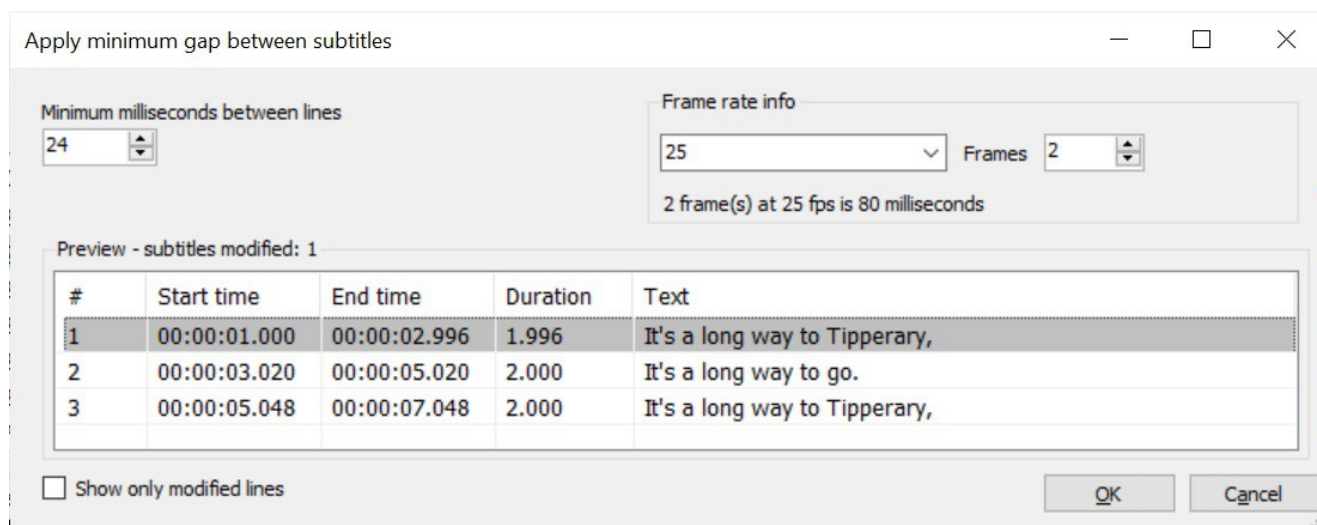 Apply minimum gap between subtitles
Minimum milliseconds between lines
24
Frame rate info
25 Frames 2
2 frame(s) at 25 fps is 80 milliseconds
Preview - subtitles modified: 1
# Start time End time Duration Text
1 00:00:01.000 00:00:02.996 1.996 It's a long way to Tipperary,
2 00:00:03.020 00:00:05.020 2.000 It's a long way to go.
3 00:00:05.048 00:00:07.048 2.000 It's a long way to Tipperary,
Show only modified lines
OK Cancel